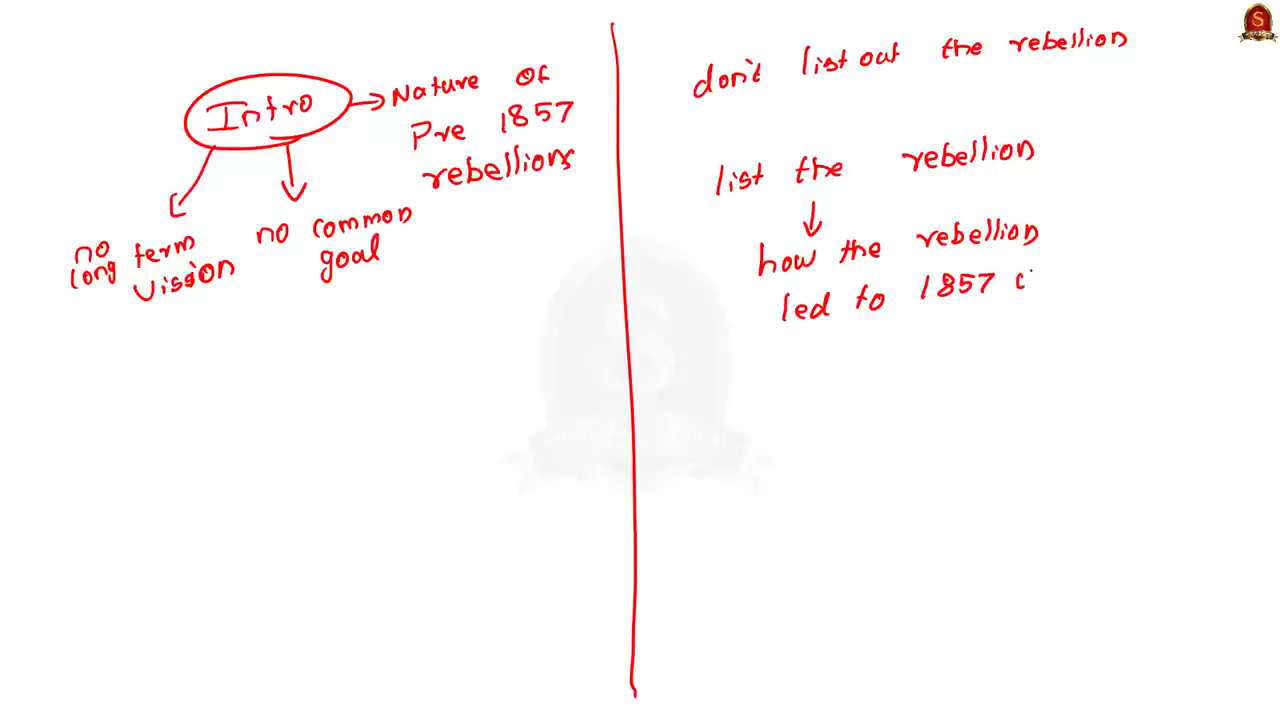 Intro
Nature of
Pre 1857
rebellions
no long term
vission
no common
goal
don't list out the rebellion
list the rebellion
how the rebellion
led to 1857